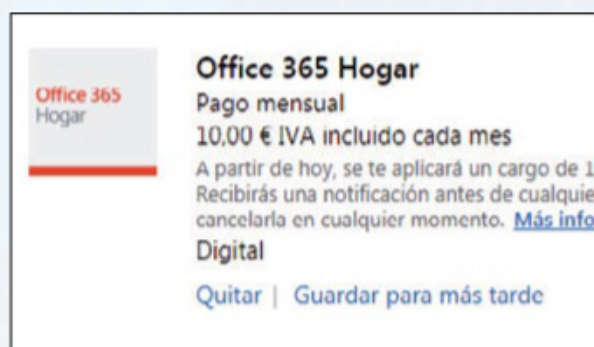 Office 365
Hogar
Office 365 Hogar
Pago mensual
10,00 € IVA incluido cada mes
A partir de hoy, se te aplicará un cargo de 1
Recibirás una notificación antes de cualquie
cancelarla en cualquier momento. Más info
Digital
Quitar | Guardar para más tarde